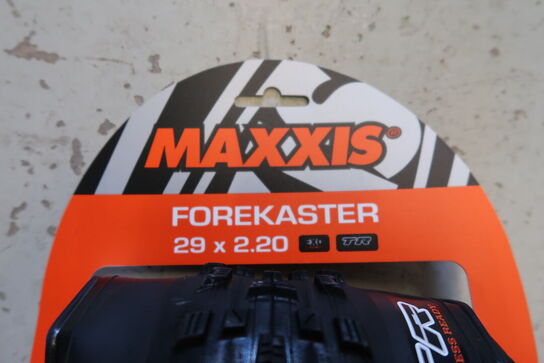 MAXXIS®
FOREKASTER
29 x 2.20 EXO TR